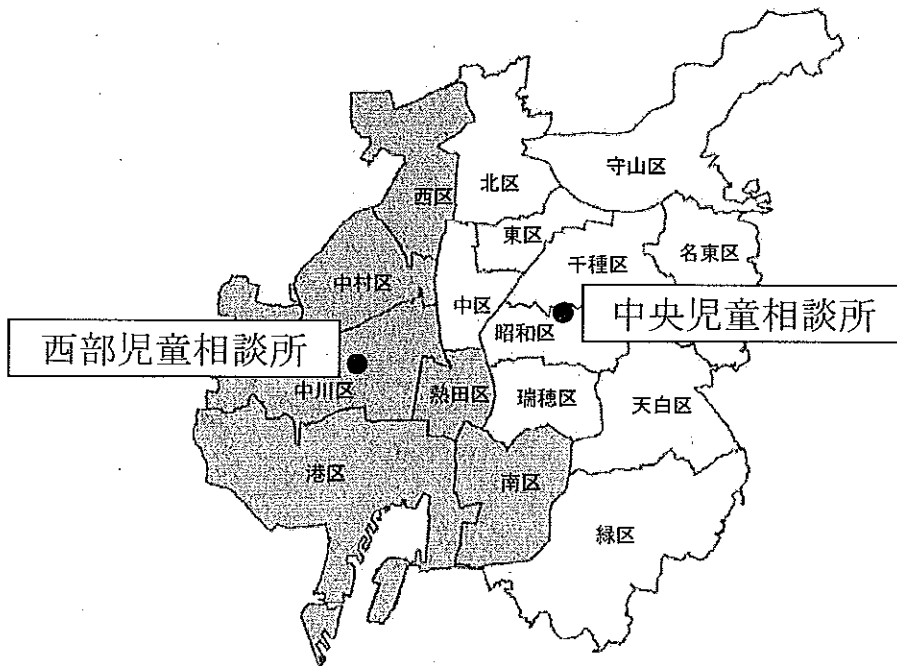 守山区
北区
西区
東区
名東区
千種区
中村区
中区
中央児童相談所
昭和区
西部児童相談所
中川区
熱田区
瑞穂区
天白区
港区
南区
緑区